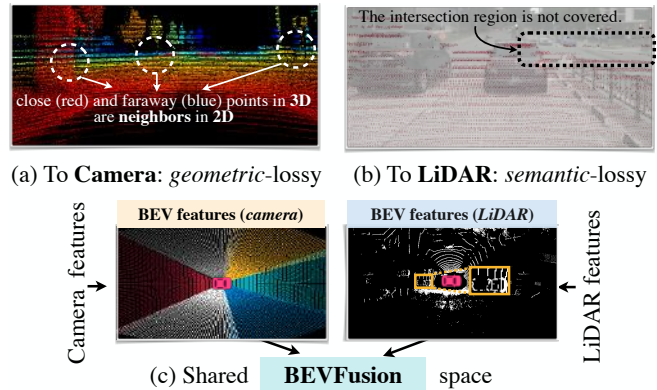 close (red) and faraway (blue) points in 3D
are neighbors in 2D
(a) To Camera: geometric-lossy
The intersection region is not covered.
(b) To LiDAR: semantic-lossy
Camera features
BEV features (camera)
BEV features (LiDAR)
LiDAR features
(c) Shared BEVFusion space